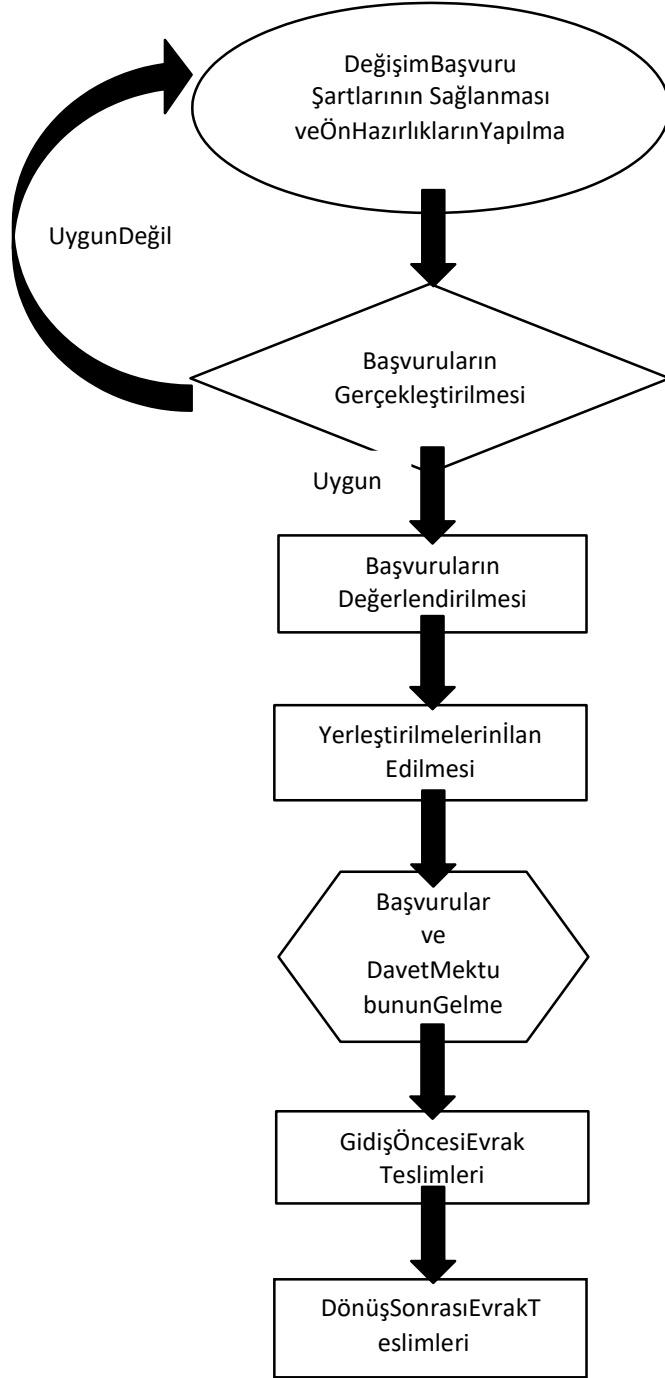 DeğişimBaşvuru
Şartlarının Sağlanması
veÖnHazırlıklarınYapılma
UygunDeğil
Başvuruların
Gerçekleştirilmesi
Uygun
Başvuruların
Değerlendirilmesi
Yerleştirilmelerinİlan
Edilmesi
Başvurular
ve
DavetMektu
bununGelme
GidişÖncesiEvrak
Teslimleri
DönüşSonrasıEvrakT
eslimleri